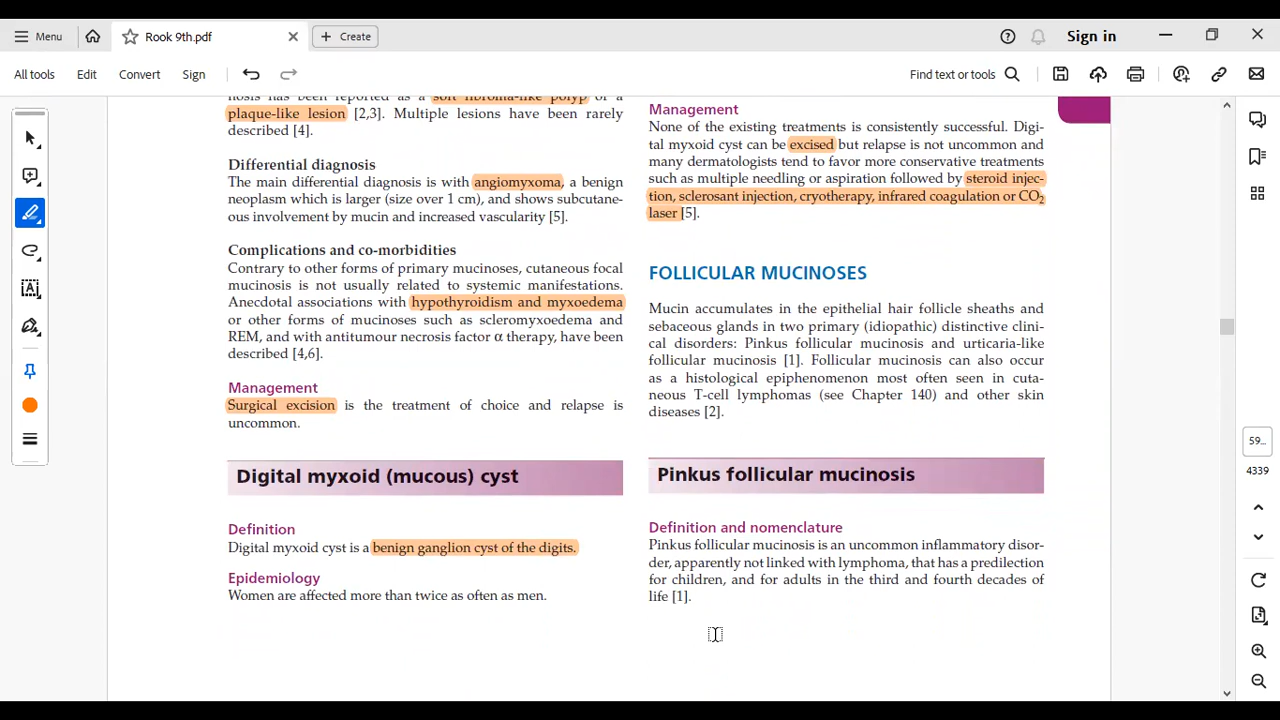 Menu
Rook 9th.pdf
Create
Sign in
All tools
Edit
Convert
Sign
Find text or tools
nosis has been reported as a soft fibroma-like polyp or a
plaque-like lesion [2,3]. Multiple lesions have been rarely
described [4].
Differential diagnosis
The main differential diagnosis is with angiomyxoma, a benign
neoplasm which is larger (size over 1 cm), and shows subcutane-
ous involvement by mucin and increased vascularity [5].
Complications and co-morbidities
Contrary to other forms of primary mucinoses, cutaneous focal
mucinosis is not usually related to systemic manifestations.
Anecdotal associations with hypothyroidism and myxoedema
or other forms of mucinoses such as scleromyxoedema and
REM, and with antitumour necrosis factor α therapy, have been
described [4,6].
Management
Surgical excision is the treatment of choice and relapse is
uncommon.
Digital myxoid (mucous) cyst
Definition
Digital myxoid cyst is a benign ganglion cyst of the digits.
Epidemiology
Women are affected more than twice as often as men.
Management
None of the existing treatments is consistently successful. Digi-
tal myxoid cyst can be excised but relapse is not uncommon and
many dermatologists tend to favor more conservative treatments
such as multiple needling or aspiration followed by steroid injec-
tion, sclerosant injection, cryotherapy, infrared coagulation or CO₂
laser [5].
FOLLICULAR MUCINOSES
Mucin accumulates in the epithelial hair follicle sheaths and
sebaceous glands in two primary (idiopathic) distinctive clini-
cal disorders: Pinkus follicular mucinosis and urticaria-like
follicular mucinosis [1]. Follicular mucinosis can also occur
as a histological epiphenomenon most often seen in cuta-
neous T-cell lymphomas (see Chapter 140) and other skin
diseases [2].
Pinkus follicular mucinosis
Definition and nomenclature
Pinkus follicular mucinosis is an uncommon inflammatory disor-
der, apparently not linked with lymphoma, that has a predilection
for children, and for adults in the third and fourth decades of
life [1].
59...
4339